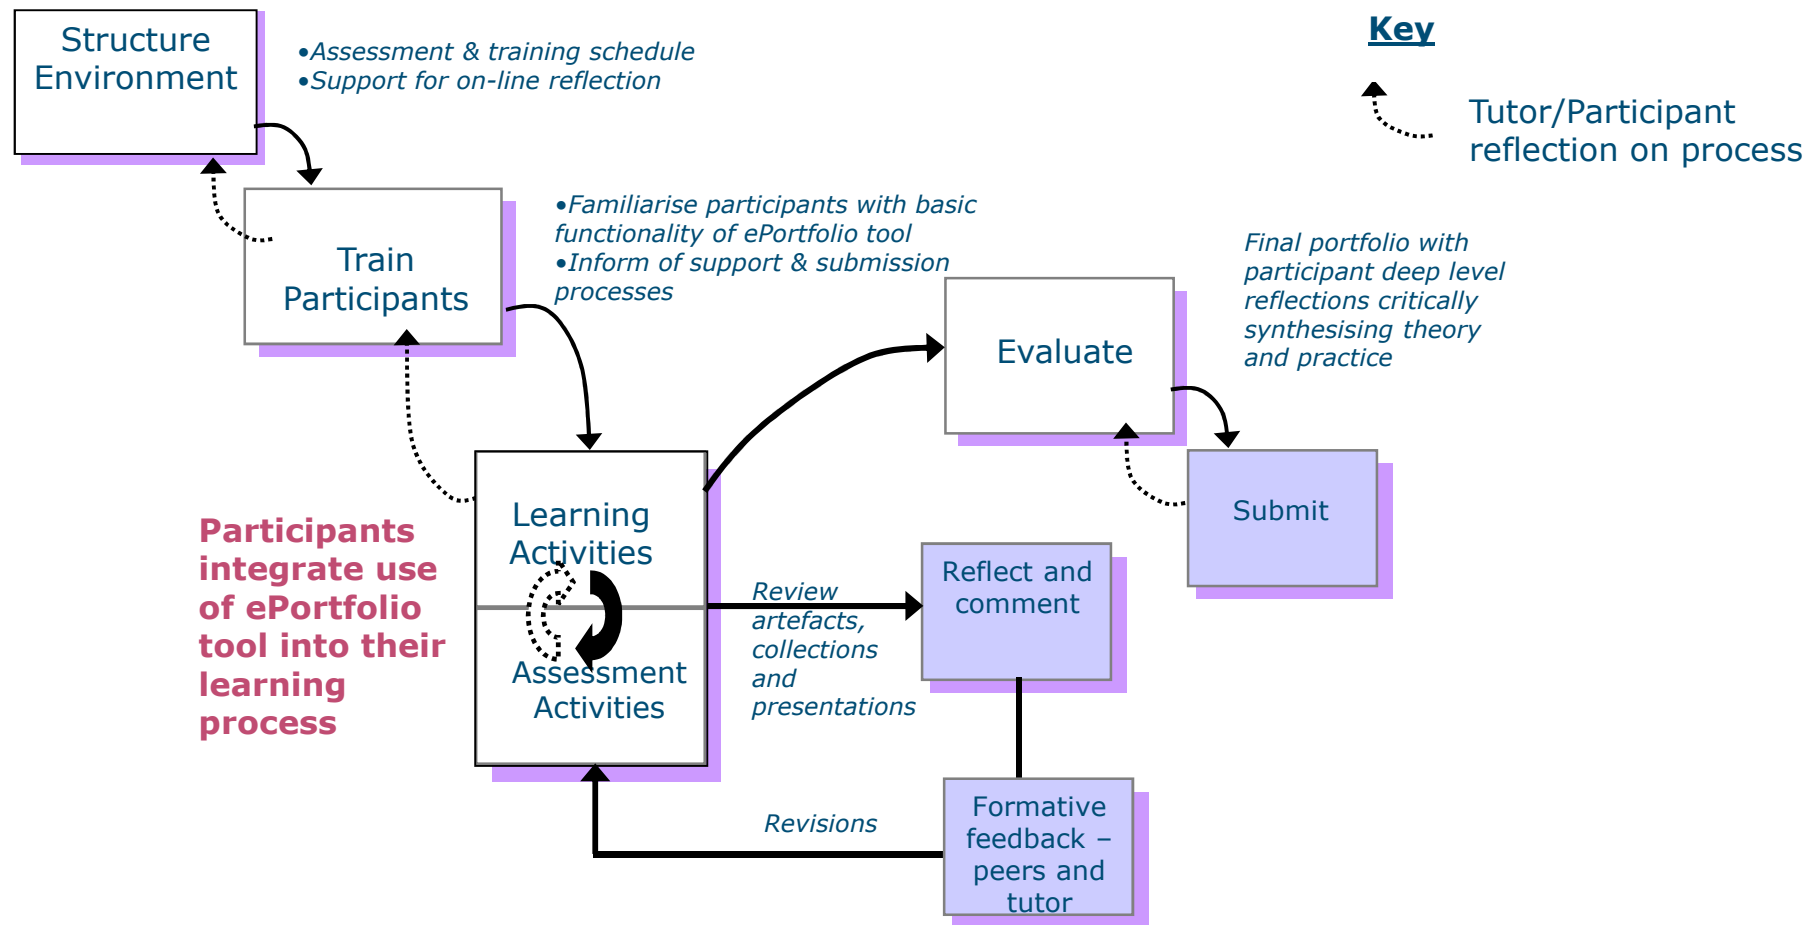 Structure
Environment
•Assessment & training schedule
•Support for on-line reflection
Key
Tutor/Participant
reflection on process
Train
Participants
•Familiarise participants with basic
functionality of ePortfolio tool
•Inform of support & submission
processes
Evaluate
Final portfolio with
participant deep level
reflections critically
synthesising theory
and practice
Submit
Participants
integrate use
of ePortfolio
tool into their
learning
process
Learning
Activities
Assessment
Activities
Review
artefacts,
collections
and
presentations
Reflect and
comment
Revisions
Formative
feedback –
peers and
tutor